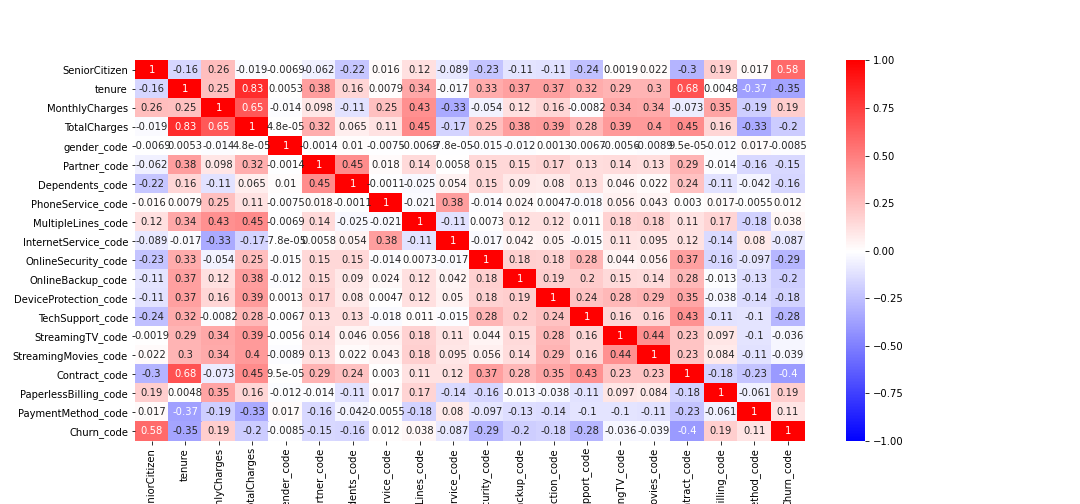 SeniorCitizen 1 -0.16 0.26 -0.019 -0.0069 -0.062 -0.22 0.016 0.12 -0.089 -0.23 -0.11 -0.11 -0.24 0.0019 0.022 -0.3 0.19 0.017 0.58 1.00
tenure -0.16 1 0.25 0.83 0.0053 0.38 0.16 0.0079 0.34 -0.017 0.33 0.37 0.37 0.32 0.29 0.3 0.68 0.0048 -0.37 -0.35 0.75
MonthlyCharges 0.26 0.25 1 0.65 -0.014 0.098 -0.11 0.25 0.43 -0.33 -0.054 0.12 0.16 -0.0082 0.34 0.34 -0.073 0.35 -0.19 0.19
TotalCharges -0.019 0.83 0.65 1 4.8e-05 0.32 0.065 0.11 0.45 -0.17 0.25 0.38 0.39 0.28 0.39 0.4 0.45 0.16 -0.33 -0.2 0.50
gender_code -0.0069 0.0053 -0.014 4.8e-05 1 -0.0014 0.01 -0.0075 -0.0069 -7.8e-05 -0.015 -0.012 0.0013 -0.0067 -0.0056 -0.0089 9.5e-05 -0.012 0.017 -0.0085
Partner_code -0.062 0.38 0.098 0.32 -0.0014 1 0.45 0.018 0.14 0.0058 0.15 0.15 0.17 0.13 0.14 0.13 0.29 -0.014 -0.16 -0.15 0.25
Dependents_code -0.22 0.16 -0.11 0.065 0.01 0.45 1 -0.0011 -0.025 0.054 0.15 0.09 0.08 0.13 0.046 0.022 0.24 -0.11 -0.042 -0.16
PhoneService_code 0.016 0.0079 0.25 0.11 -0.0075 0.018 -0.0011 1 -0.021 0.38 -0.014 0.024 0.0047 -0.018 0.056 0.043 0.003 0.017 -0.0055 0.012
MultipleLines_code 0.12 0.34 0.43 0.45 -0.0069 0.14 -0.025 -0.021 1 -0.11 0.0073 0.12 0.12 0.011 0.18 0.18 0.11 0.17 -0.18 0.038
InternetService_code -0.089 -0.017 -0.33 -0.17 -7.8e-05 0.0058 0.054 0.38 -0.11 1 -0.017 0.042 0.05 -0.015 0.11 0.095 0.12 -0.14 0.08 -0.087 0.00
OnlineSecurity_code -0.23 0.33 -0.054 0.25 -0.015 0.15 0.15 -0.014 0.0073 -0.017 1 0.18 0.18 0.28 0.044 0.056 0.37 -0.16 -0.097 -0.29
OnlineBackup_code -0.11 0.37 0.12 0.38 -0.012 0.15 0.09 0.024 0.12 0.042 0.18 1 0.19 0.2 0.15 0.14 0.28 -0.013 -0.13 -0.2
DeviceProtection_code -0.11 0.37 0.16 0.39 0.0013 0.17 0.08 0.0047 0.12 0.05 0.18 0.19 1 0.24 0.28 0.29 0.35 -0.038 -0.14 -0.18 −0.25
TechSupport_code -0.24 0.32 -0.0082 0.28 -0.0067 0.13 0.13 -0.018 0.011 -0.015 0.28 0.2 0.24 1 0.16 0.16 0.43 -0.11 -0.1 -0.28
StreamingTV_code -0.0019 0.29 0.34 0.39 -0.0056 0.14 0.046 0.056 0.18 0.11 0.044 0.15 0.28 0.16 1 0.44 0.23 0.097 -0.1 -0.036 −0.50
StreamingMovies_code 0.022 0.3 0.34 0.4 -0.0089 0.13 0.022 0.043 0.18 0.095 0.056 0.14 0.29 0.16 0.44 1 0.23 0.084 -0.11 -0.039
Contract_code -0.3 0.68 -0.073 0.45 9.5e-05 0.29 0.24 0.003 0.11 0.12 0.37 0.28 0.35 0.43 0.23 0.23 1 -0.18 -0.23 -0.4
PaperlessBilling_code 0.19 0.0048 0.35 0.16 -0.012 -0.014 -0.11 0.017 0.17 -0.14 -0.16 -0.013 -0.038 -0.11 0.097 0.084 -0.18 1 -0.061 0.19 −0.75
PaymentMethod_code 0.017 -0.37 -0.19 -0.33 0.017 -0.16 -0.042 -0.0055 -0.18 0.08 -0.097 -0.13 -0.14 -0.1 -0.1 -0.11 -0.23 -0.061 1 0.11
Churn_code 0.58 -0.35 0.19 -0.2 -0.0085 -0.15 -0.16 0.012 0.038 -0.087 -0.29 -0.2 -0.18 -0.28 -0.036 -0.039 -0.4 0.19 0.11 1 −1.00
niorCitizen
tenure
nlyCharges
talCharges
ender_code
rtner_code
dents_code
ervice_code
Lines_code
ervice_code
curity_code
ackup_code
ection_code
pport_code
ngTV_code
ovies_code
tract_code
illing_code
ethod_code
Churn_code